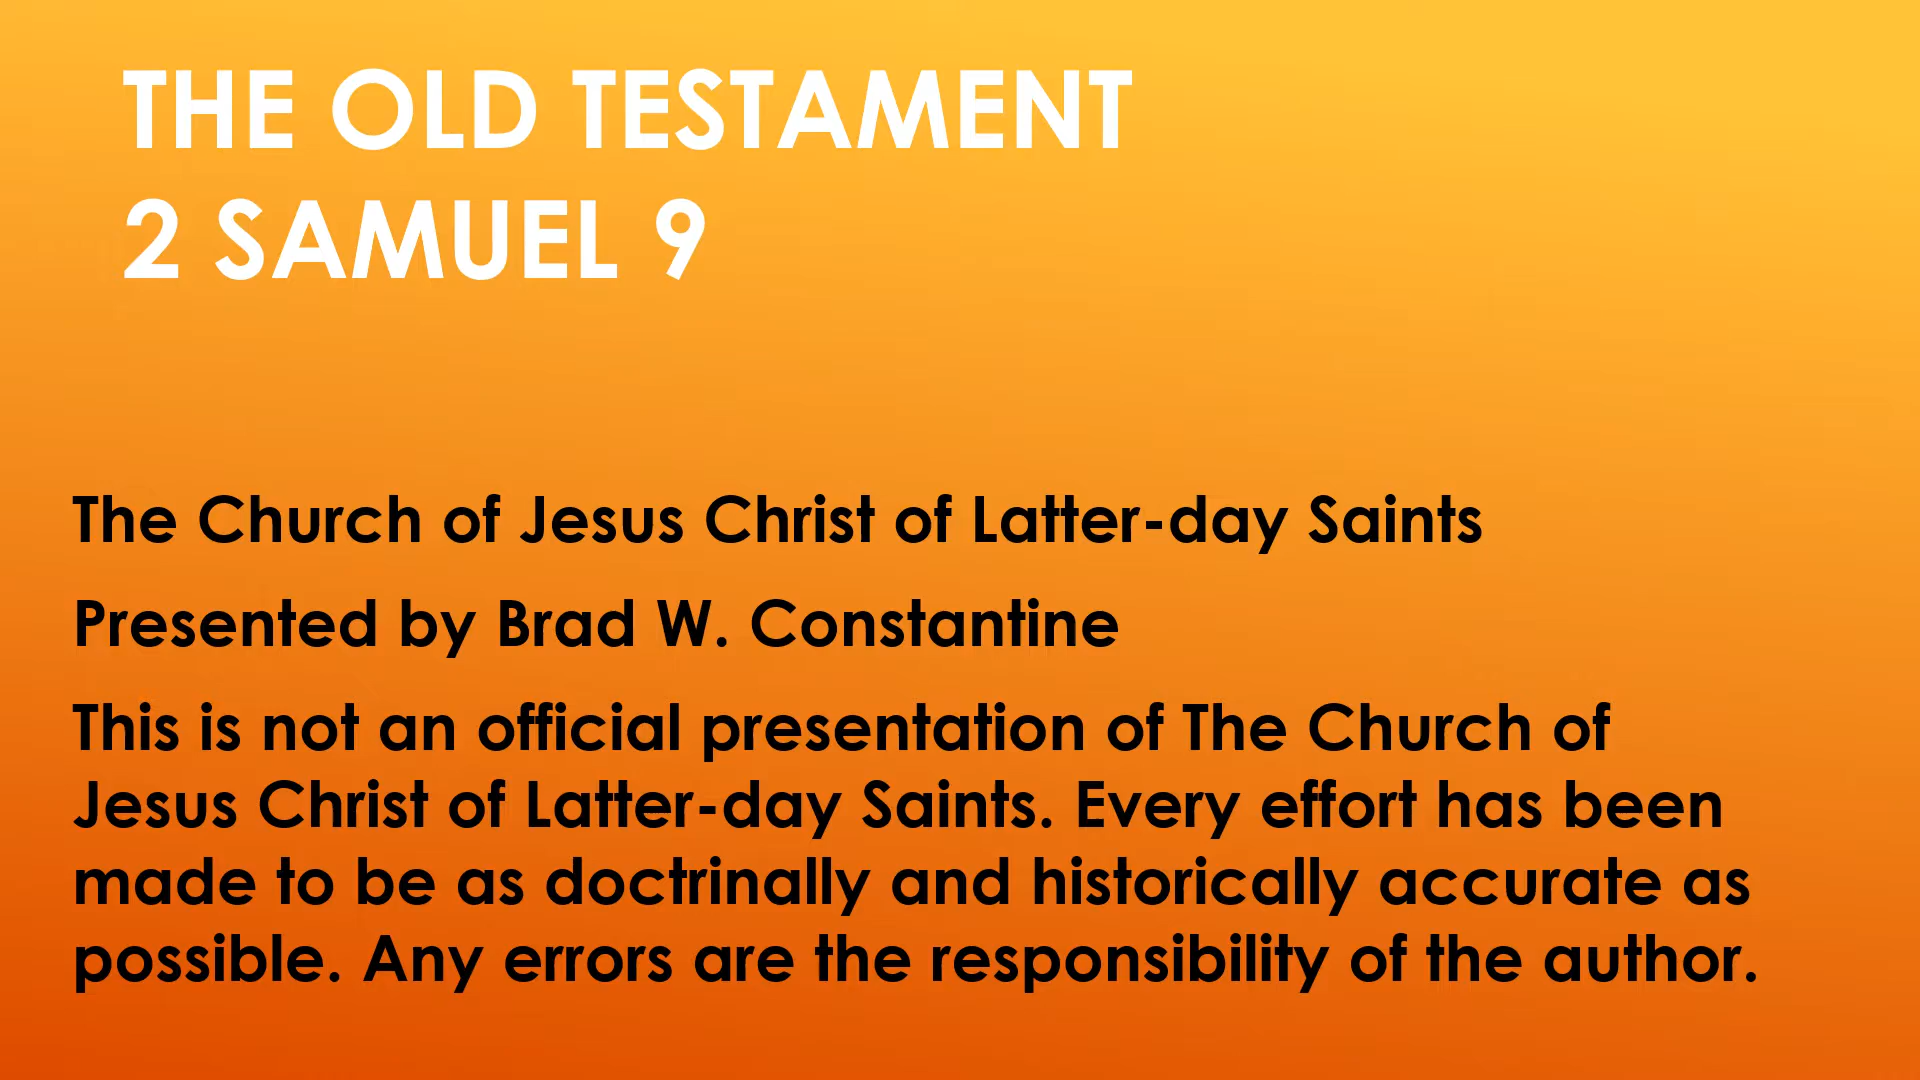 THE OLD TESTAMENT
2 SAMUEL 9
The Church of Jesus Christ of Latter-day Saints
Presented by Brad W. Constantine
This is not an official presentation of The Church of
Jesus Christ of Latter-day Saints. Every effort has been
made to be as doctrinally and historically accurate as
possible. Any errors are the responsibility of the author.